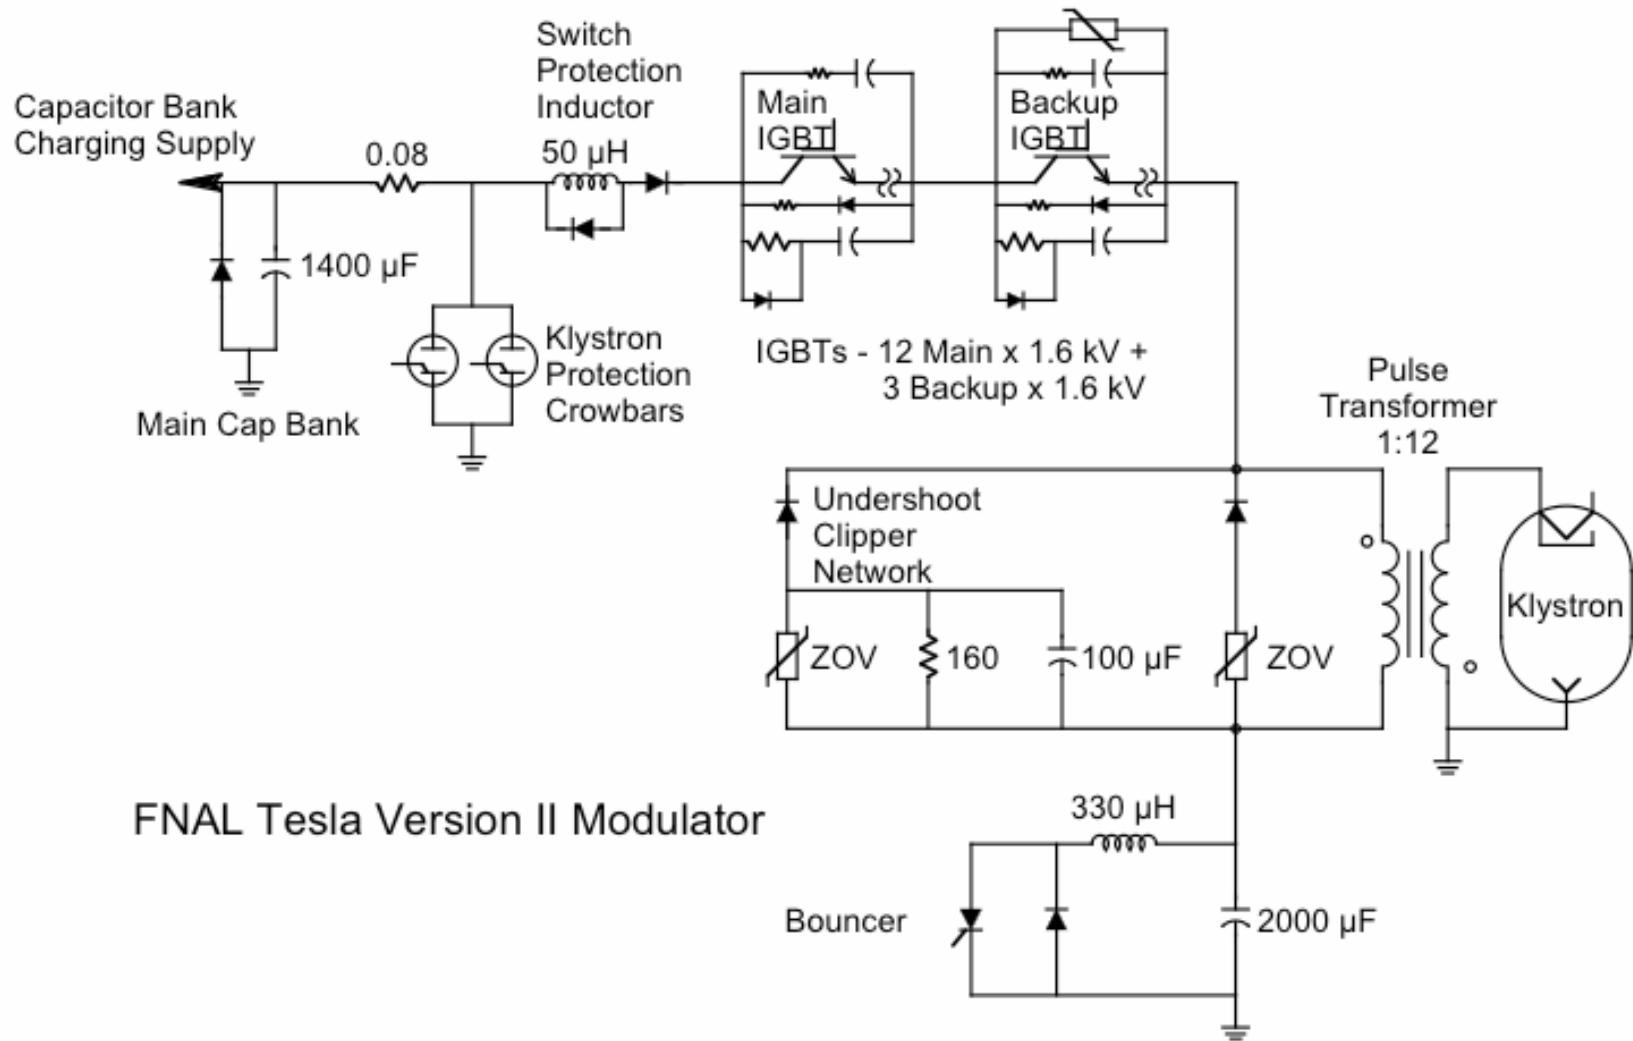 Capacitor Bank
Charging Supply
0.08
Switch
Protection
Inductor
50 µH
Main
IGBT
Backup
IGBT
1400 µF
Main Cap Bank
Klystron
Protection
Crowbars
IGBTs - 12 Main x 1.6 kV +
3 Backup x 1.6 kV
Pulse
Transformer
1:12
Undershoot
Clipper
Network
ZOV
160
100 µF
ZOV
Klystron
FNAL Tesla Version II Modulator
330 µH
Bouncer
2000 µF